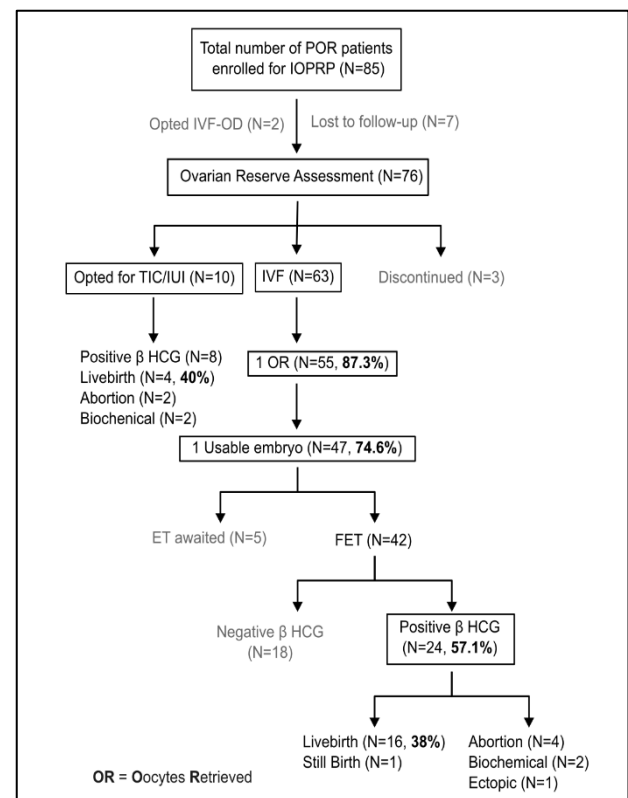 Total number of POR patients
enrolled for IOPRP (N=85)
Opted IVF-OD (N=2)
Lost to follow-up (N=7)
Ovarian Reserve Assessment (N=76)
Opted for TIC/IUI (N=10)
IVF (N=63)
Discontinued (N=3)
Positive β HCG (N=8)
Livebirth (N=4, 40%)
Abortion (N=2)
Biochemical (N=2)
1 OR (N=55, 87.3%)
1 Usable embryo (N=47, 74.6%)
ET awaited (N=5)
FET (N=42)
Negative β HCG
(N=18)
Positive β HCG
(N=24, 57.1%)
Livebirth (N=16, 38%)
Still Birth (N=1)
Abortion (N=4)
Biochemical (N=2)
Ectopic (N=1)
OR = Oocytes Retrieved